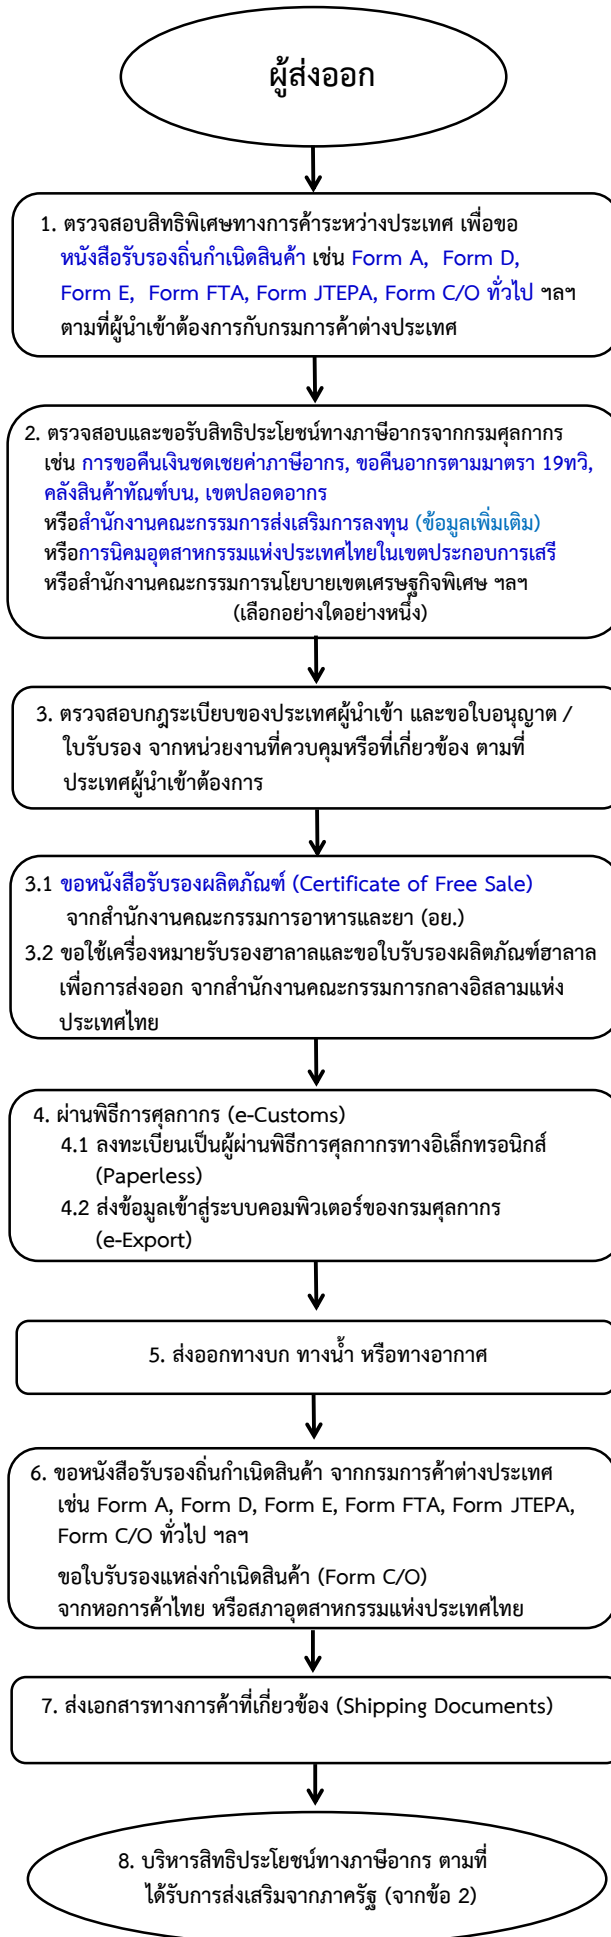 ผู้ส่งออก
1. ตรวจสอบสิทธิพิเศษทางการค้าระหว่างประเทศ เพื่อขอ
หนังสือรับรองถิ่นกำเนิดสินค้า เช่น Form A, Form D,
Form E, Form FTA, Form JTEPA, Form C/O ทั่วไป ฯลฯ
ตามที่ผู้นำเข้าต้องการกับกรมการค้าต่างประเทศ
2. ตรวจสอบและขอรับสิทธิประโยชน์ทางภาษีอากรจากกรมศุลกากร
เช่น การขอคืนเงินชดเชยค่าภาษีอากร, ขอคืนอากรตามมาตรา 19ทวิ,
คลังสินค้าทัณฑ์บน, เขตปลอดอากร
หรือสำนักงานคณะกรรมการส่งเสริมการลงทุน (ข้อมูลเพิ่มเติม)
หรือการนิคมอุตสาหกรรมแห่งประเทศไทยในเขตประกอบการเสรี
หรือสำนักงานคณะกรรมการนโยบายเขตเศรษฐกิจพิเศษ ฯลฯ
(เลือกอย่างใดอย่างหนึ่ง)
3. ตรวจสอบกฎระเบียบของประเทศผู้นำเข้า และขอใบอนุญาต /
ใบรับรอง จากหน่วยงานที่ควบคุมหรือที่เกี่ยวข้อง ตามที่
ประเทศผู้นำเข้าต้องการ
3.1 ขอหนังสือรับรองผลิตภัณฑ์ (Certificate of Free Sale)
จากสำนักงานคณะกรรมการอาหารและยา (อย.)
3.2 ขอใช้เครื่องหมายรับรองฮาลาลและขอใบรับรองผลิตภัณฑ์ฮาลาล
เพื่อการส่งออก จากสำนักงานคณะกรรมการกลางอิสลามแห่ง
ประเทศไทย
4. ผ่านพิธีการศุลกากร (e-Customs)
4.1 ลงทะเบียนเป็นผู้ผ่านพิธีการศุลกากรทางอิเล็กทรอนิกส์
(Paperless)
4.2 ส่งข้อมูลเข้าสู่ระบบคอมพิวเตอร์ของกรมศุลกากร
(e-Export)
5. ส่งออกทางบก ทางน้ำ หรือทางอากาศ
6. ขอหนังสือรับรองถิ่นกำเนิดสินค้า จากกรมการค้าต่างประเทศ
เช่น Form A, Form D, Form E, Form FTA, Form JTEPA,
Form C/O ทั่วไป ฯลฯ
ขอใบรับรองแหล่งกำเนิดสินค้า (Form C/O)
จากหอการค้าไทย หรือสภาอุตสาหกรรมแห่งประเทศไทย
7. ส่งเอกสารทางการค้าที่เกี่ยวข้อง (Shipping Documents)
8. บริหารสิทธิประโยชน์ทางภาษีอากร ตามที่
ได้รับการส่งเสริมจากภาครัฐ (จากข้อ 2)